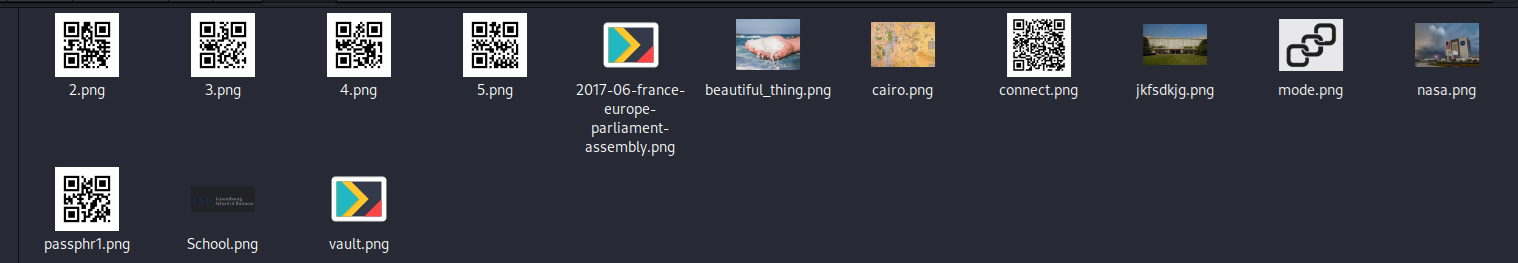 2.png
3.png
4.png
5.png
2017-06-france-
europe-
parliament-
assembly.png
beautiful_thing.png
cairo.png
connect.png
jkfsdkjg.png
mode.png
nasa.png
passphr1.png
Luxembourg
School of Business
School.png
vault.png